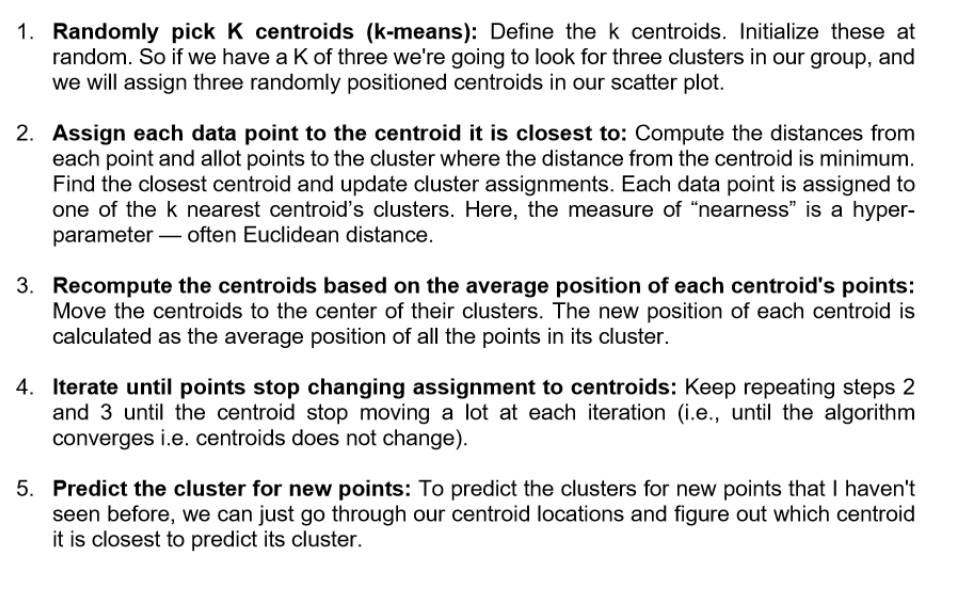 1. Randomly pick K centroids (k-means): Define the k centroids. Initialize these at
random. So if we have a K of three we're going to look for three clusters in our group, and
we will assign three randomly positioned centroids in our scatter plot.
2. Assign each data point to the centroid it is closest to: Compute the distances from
each point and allot points to the cluster where the distance from the centroid is minimum.
Find the closest centroid and update cluster assignments. Each data point is assigned to
one of the k nearest centroid’s clusters. Here, the measure of “nearness” is a hyper-
parameter — often Euclidean distance.
3. Recompute the centroids based on the average position of each centroid's points:
Move the centroids to the center of their clusters. The new position of each centroid is
calculated as the average position of all the points in its cluster.
4. Iterate until points stop changing assignment to centroids: Keep repeating steps 2
and 3 until the centroid stop moving a lot at each iteration (i.e., until the algorithm
converges i.e. centroids does not change).
5. Predict the cluster for new points: To predict the clusters for new points that I haven't
seen before, we can just go through our centroid locations and figure out which centroid
it is closest to predict its cluster.